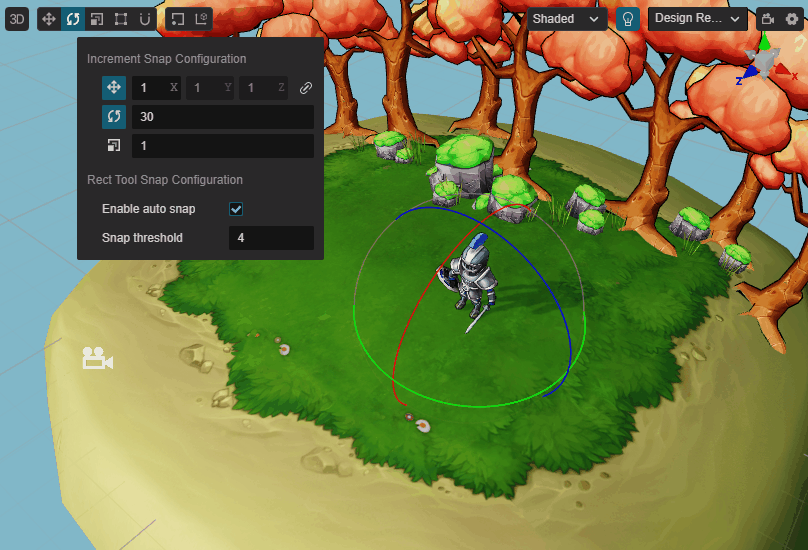 3D
Shaded
Design Re...
Increment Snap Configuration
1 X 1 Y 1 Z
30
1
Rect Tool Snap Configuration
Enable auto snap
Snap threshold 4
Z X